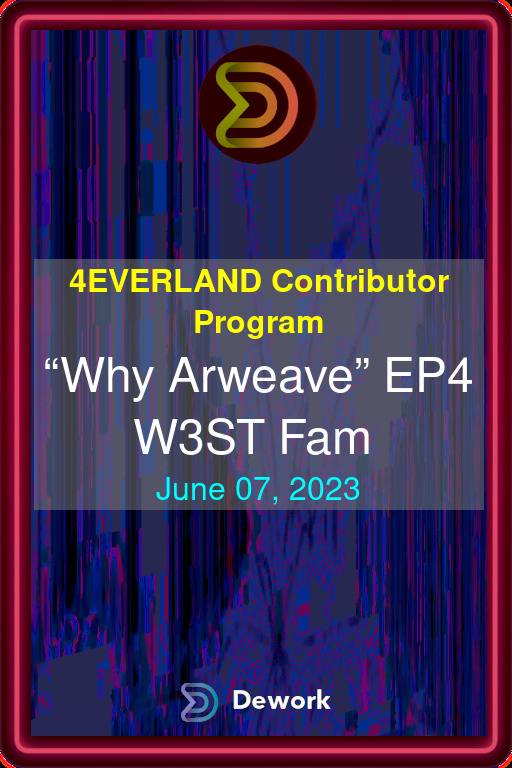 4EVERLAND Contributor
Program
“Why Arweave” EP4
W3ST Fam
June 07, 2023
Dework